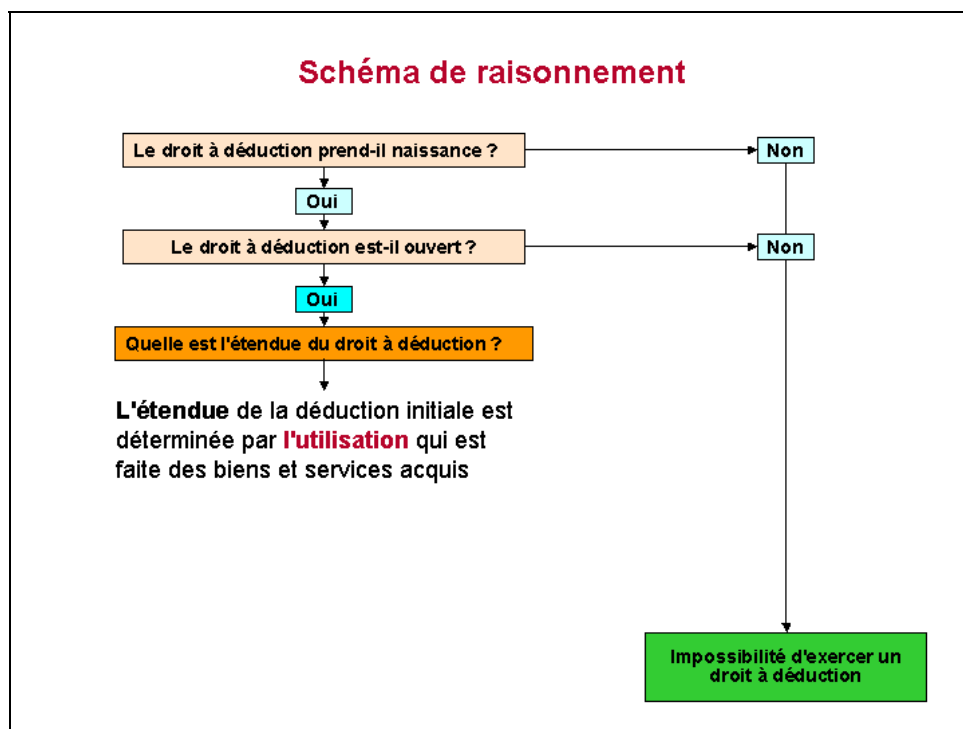 Schéma de raisonnement
Le droit à déduction prend-il naissance ?
Non
Oui
Le droit à déduction est-il ouvert ?
Non
Oui
Quelle est l'étendue du droit à déduction ?
L'étendue de la déduction initiale est
déterminée par l'utilisation qui est
faite des biens et services acquis
Impossibilité d'exercer un
droit à déduction